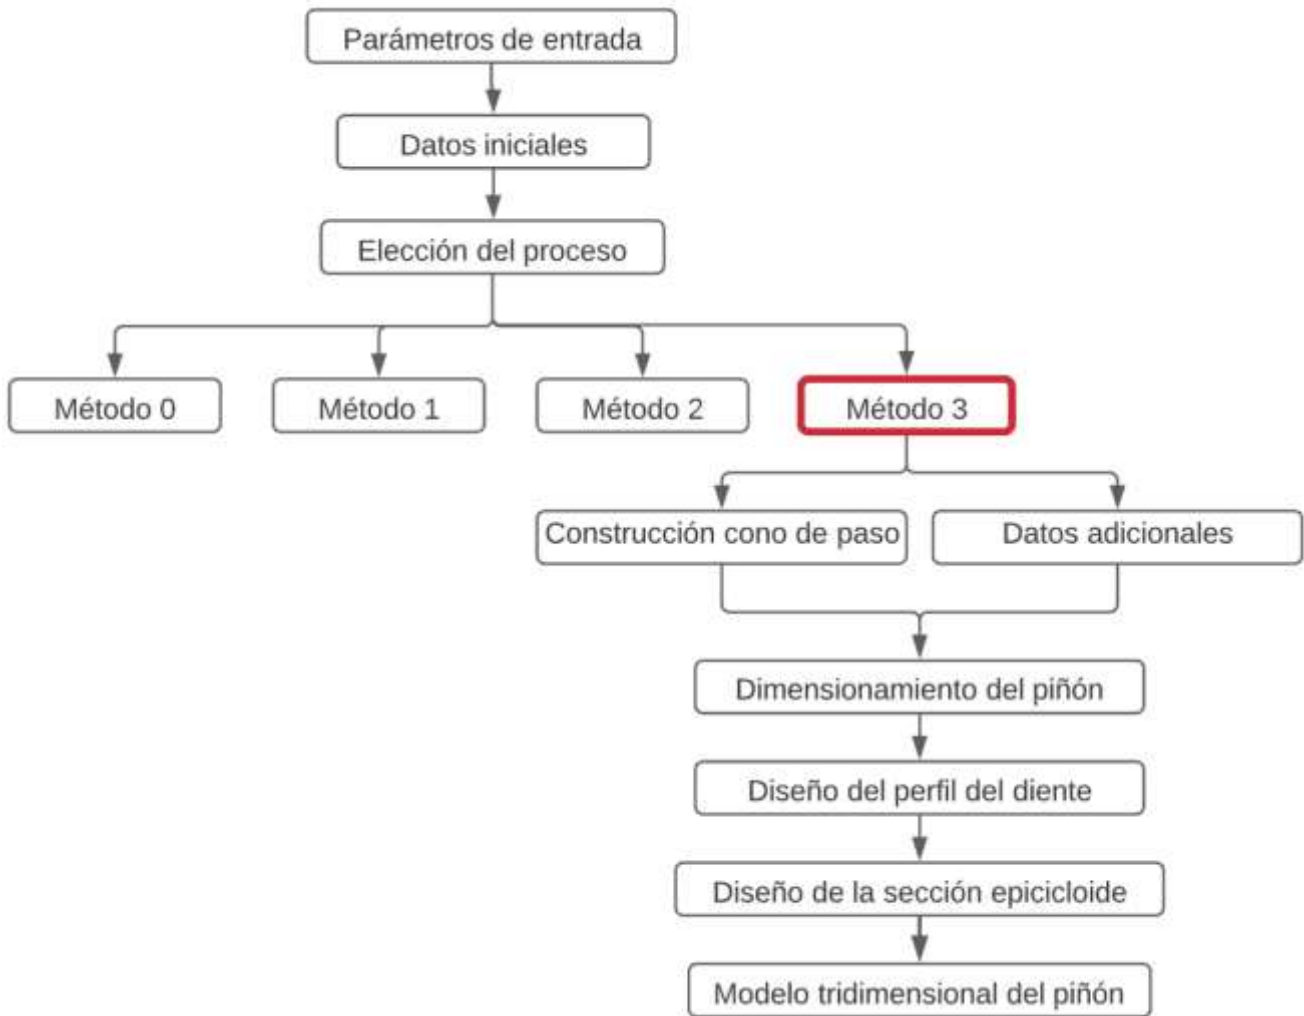 Parámetros de entrada
Datos iniciales
Elección del proceso
Método 0
Método 1
Método 2
Método 3
Construcción cono de paso
Datos adicionales
Dimensionamiento del piñón
Diseño del perfil del diente
Diseño de la sección epicicloide
Modelo tridimensional del piñón